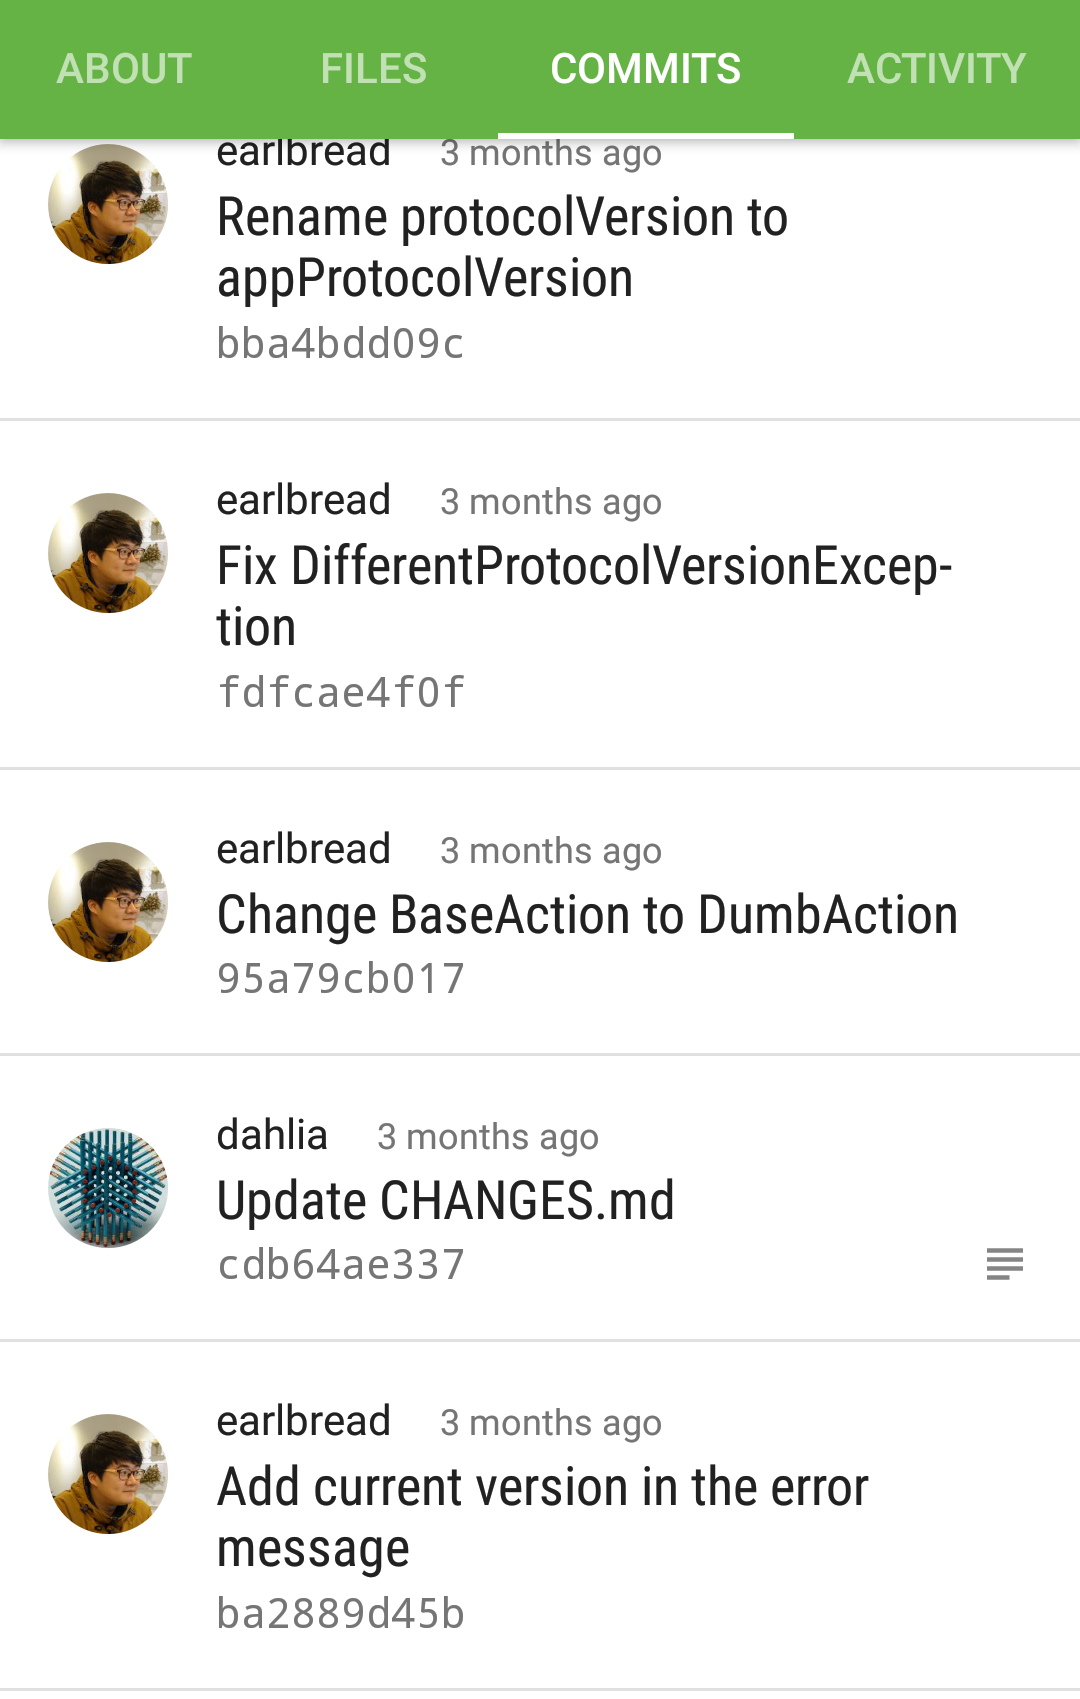 ABOUT FILES COMMITS ACTIVITY
earlbread 3 months ago
Rename protocolVersion to
appProtocolVersion
bba4bdd09c
earlbread 3 months ago
Fix DifferentProtocolVersionExcep-
tion
fdfcae4f0f
earlbread 3 months ago
Change BaseAction to DumbAction
95a79cb017
dahlia 3 months ago
Update CHANGES.md
cdb64ae337
earlbread 3 months ago
Add current version in the error
message
ba2889d45b